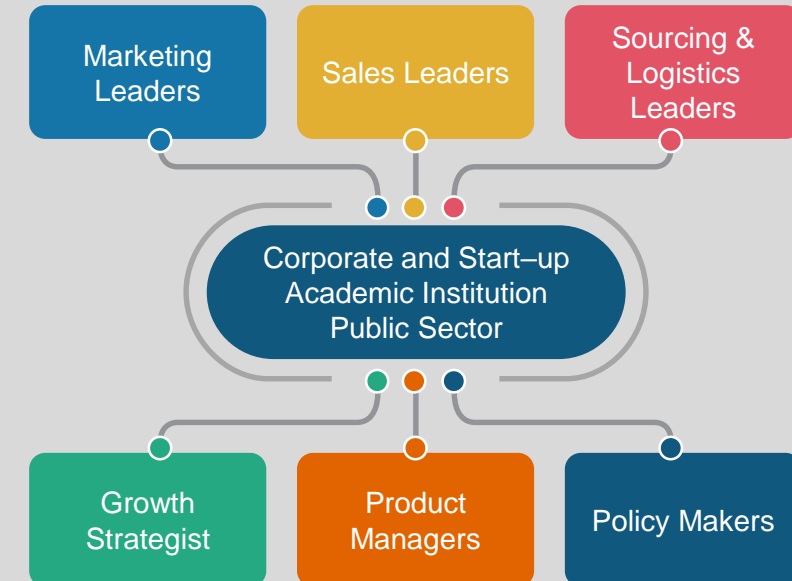 Marketing
Leaders
Sales Leaders
Sourcing &
Logistics
Leaders
Corporate and Start–up
Academic Institution
Public Sector
Growth
Strategist
Product
Managers
Policy Makers